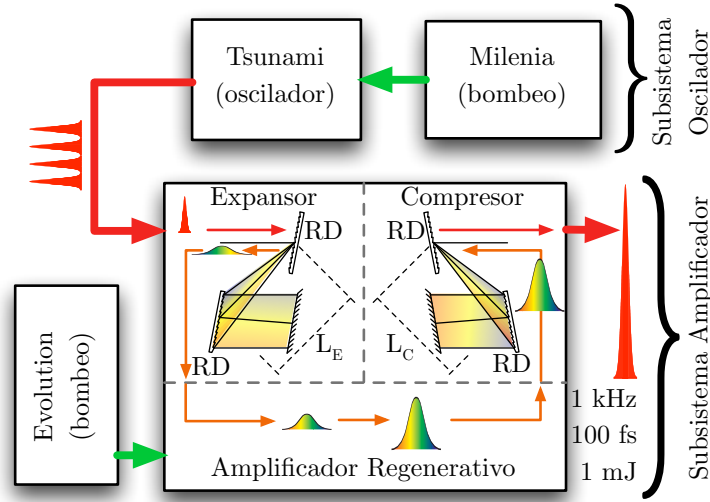 Tsunami
(oscilador)
Milenia
(bombeo)
Subsistema
Oscilador
Expansor
Compresor
RD
RD
RD
RD
L_E
L_C
Evolution
(bombeo)
Amplificador Regenerativo
1 kHz
100 fs
1 mJ
Subsistema Amplificador